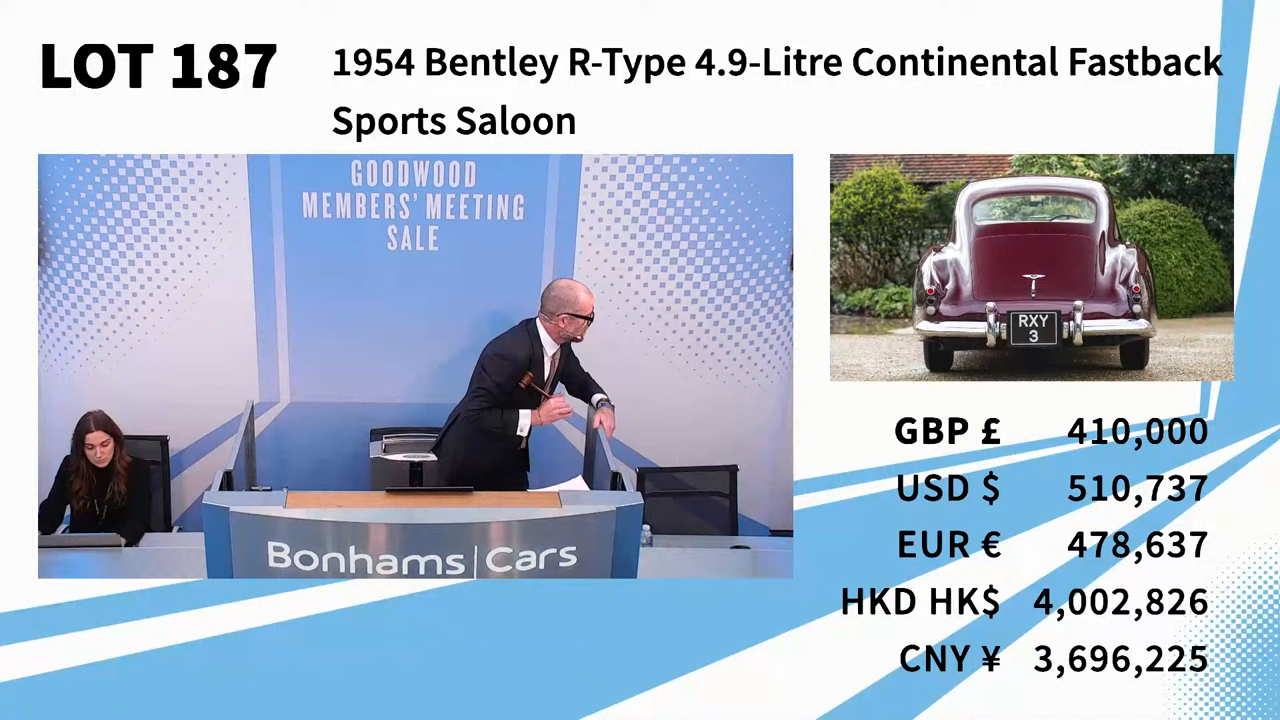 LOT 187
1954 Bentley R-Type 4.9-Litre Continental Fastback
Sports Saloon
GOODWOOD
MEMBERS' MEETING
SALE
Bonhams|Cars
RXY
3
GBP £ 410,000
USD $ 510,737
EUR € 478,637
HKD HK$ 4,002,826
CNY ¥ 3,696,225